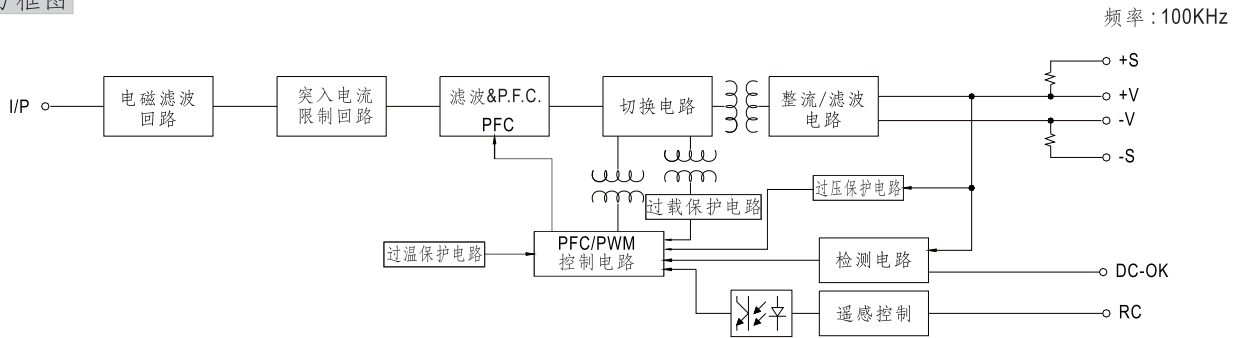 方框图
频率:100KHz
I/P
电磁滤波
回路
突入电流
限制回路
滤波&P.F.C.
PFC
切换电路
整流/滤波
电路
+S
+V
-V
-S
过载保护电路
过压保护电路
过温保护电路
PFC/PWM
控制电路
检测电路
DC-OK
遥感控制
RC